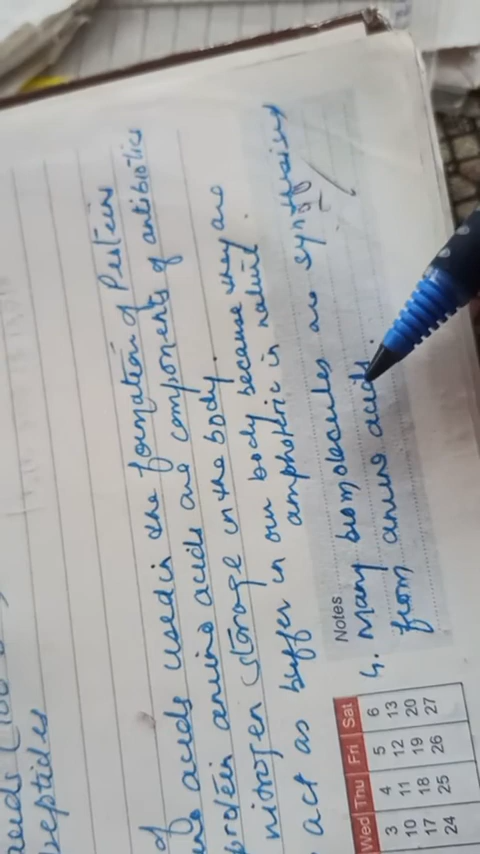 peptides
of
acids used in the formation of Proteins
protein amino acids are components of antibiotics
nitrogen storage in the body.
act as buffer in our body because they are
amphoteric in nature.
Notes
4. Many biomolecules are synthesised
from amino acids.
Wed Thu Fri Sat
3 4 5 6
10 11 12 13
17 18 19 20
24 25 26 27